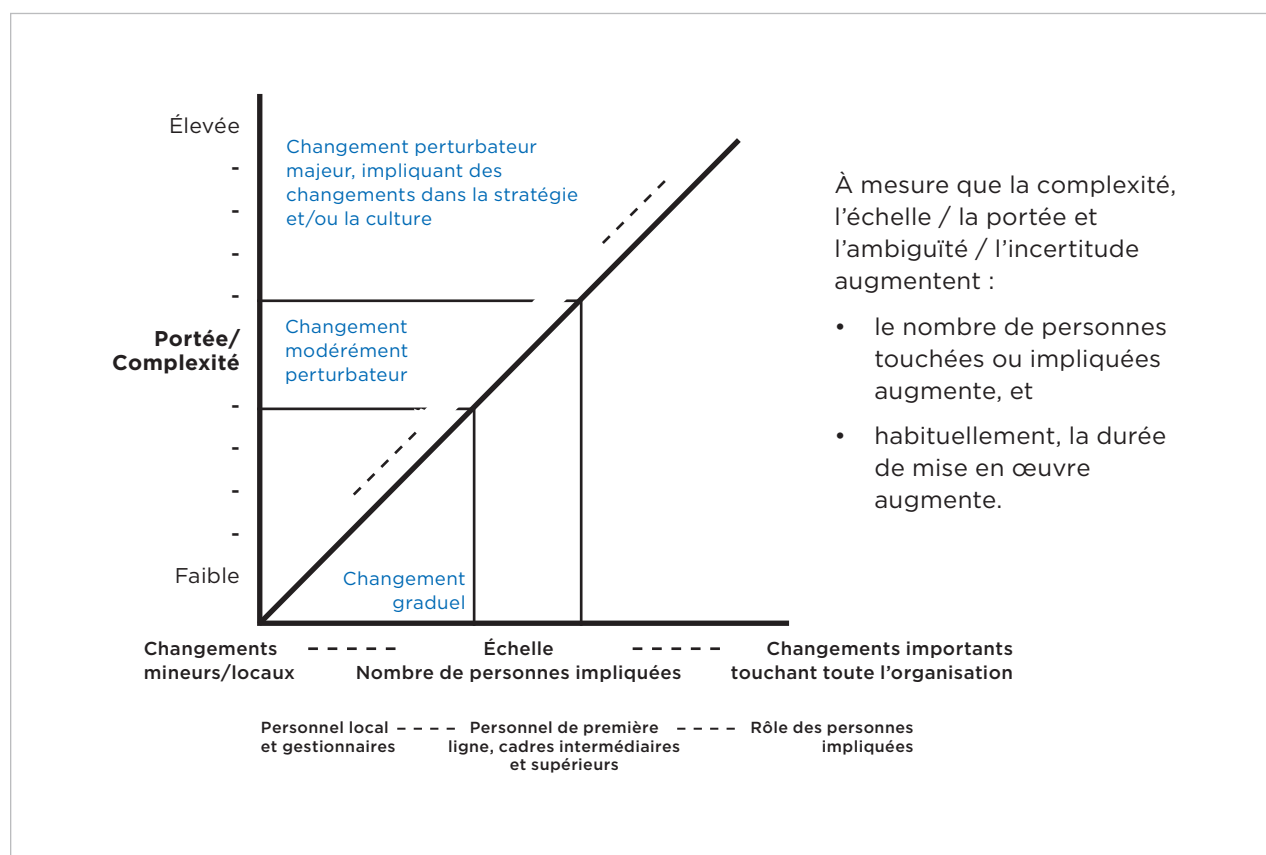 Élevée
Changement perturbateur
majeur, impliquant des
changements dans la stratégie
et/ou la culture
Portée/
Complexité
Changement
modérément
perturbateur
Faible
Changement
graduel
Changements
mineurs/locaux
Échelle
Nombre de personnes impliquées
Changements importants
touchant toute l'organisation
Personnel local
et gestionnaires
Personnel de première
ligne, cadres intermédiaires
et supérieurs
Rôle des personnes
impliquées
À mesure que la complexité,
l'échelle / la portée et
l'ambiguïté / l'incertitude
augmentent :
• le nombre de personnes
touchées ou impliquées
augmente, et
• habituellement, la durée
de mise en œuvre
augmente.